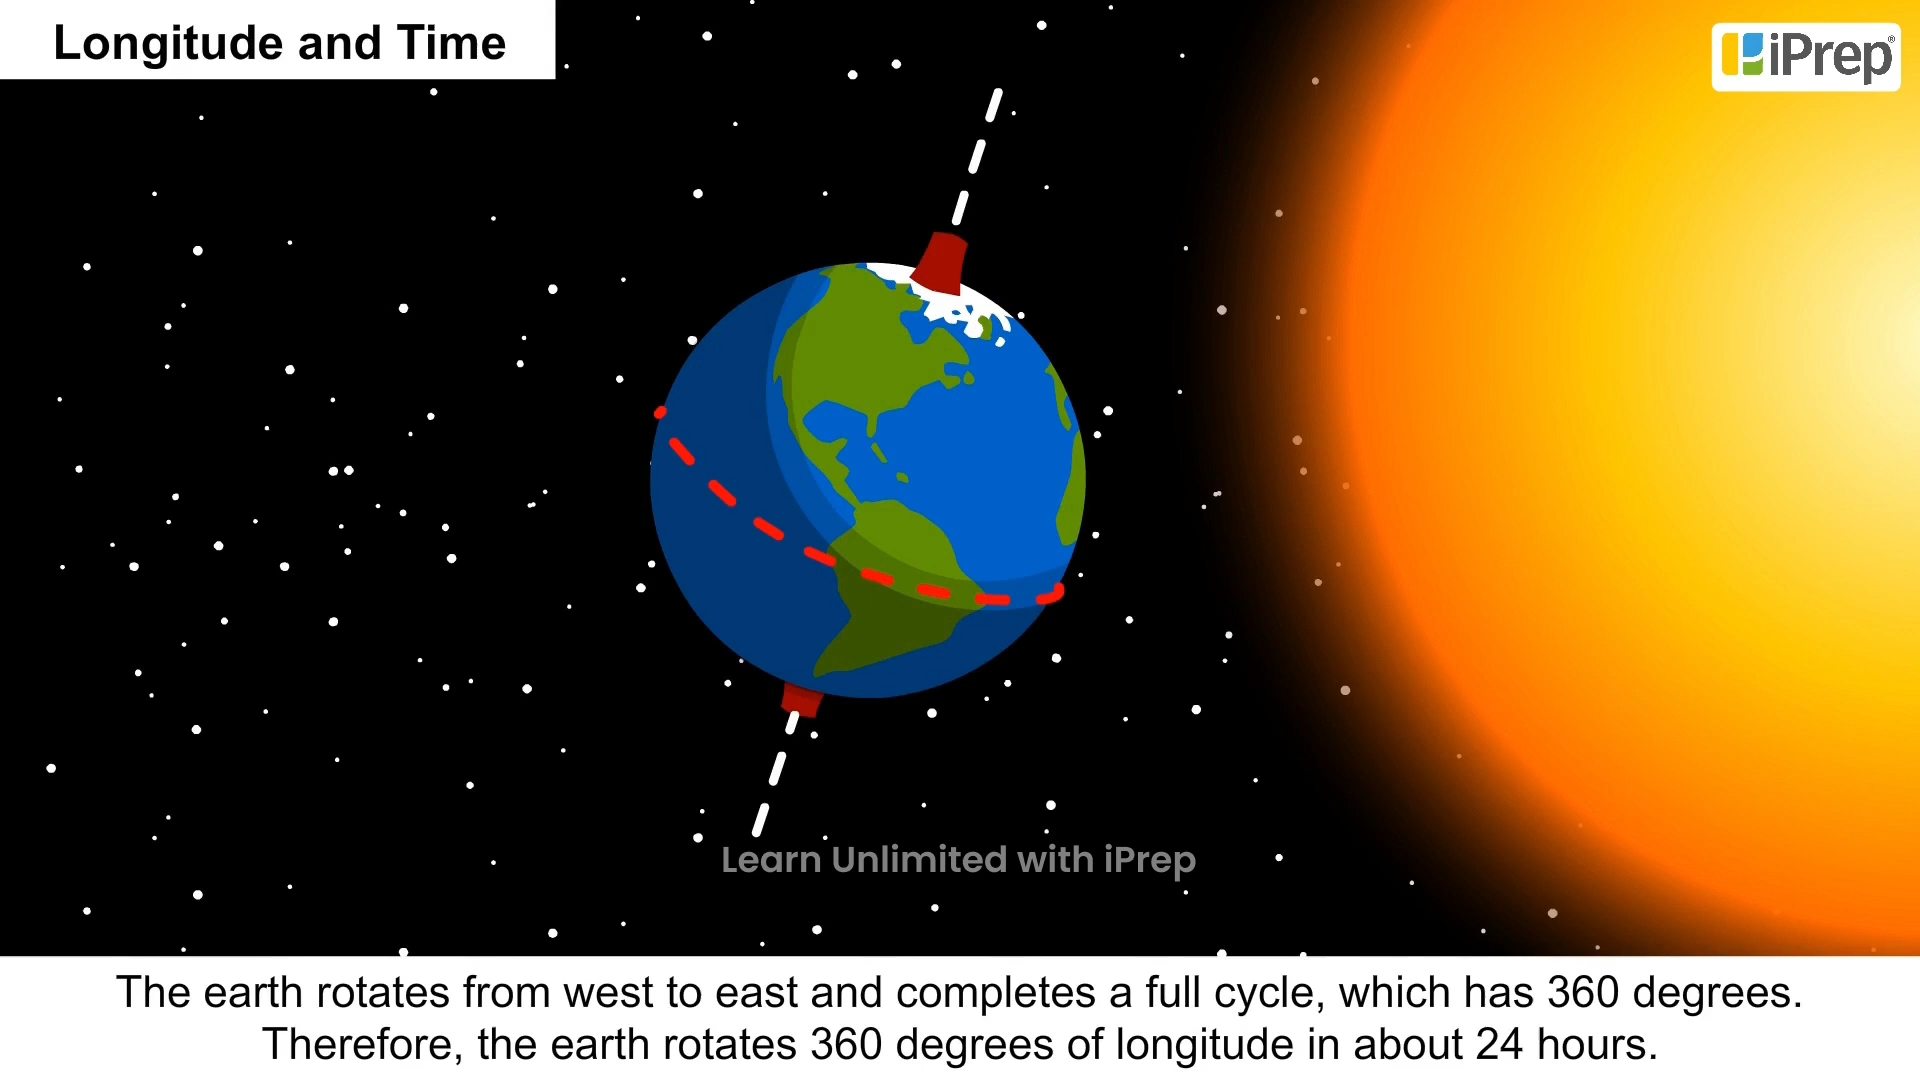 Longitude and Time
iPrep®
Learn Unlimited with iPrep
The earth rotates from west to east and completes a full cycle, which has 360 degrees.
Therefore, the earth rotates 360 degrees of longitude in about 24 hours.